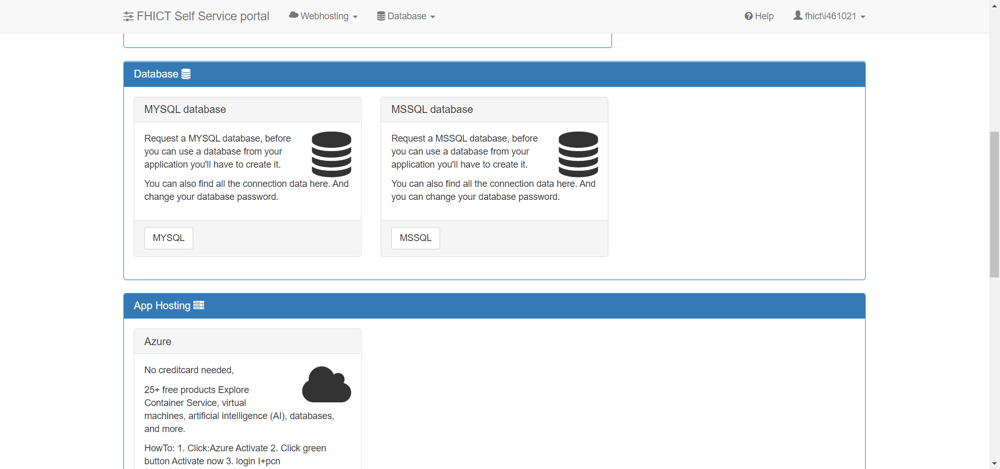 FHICT Self Service portal Webhosting Database Help fhict\i461021
Database
MYSQL database
Request a MYSQL database, before
you can use a database from your
application you'll have to create it.
You can also find all the connection data here. And
change your database password.
MYSQL
MSSQL database
Request a MSSQL database, before
you can use a database from your
application you'll have to create it.
You can also find all the connection data here. And
you can change your database password.
MSSQL
App Hosting
Azure
No creditcard needed,
25+ free products Explore
Container Service, virtual
machines, artificial intelligence (AI), databases,
and more.
HowTo: 1. Click:Azure Activate 2. Click green
button Activate now 3. login I+pcn